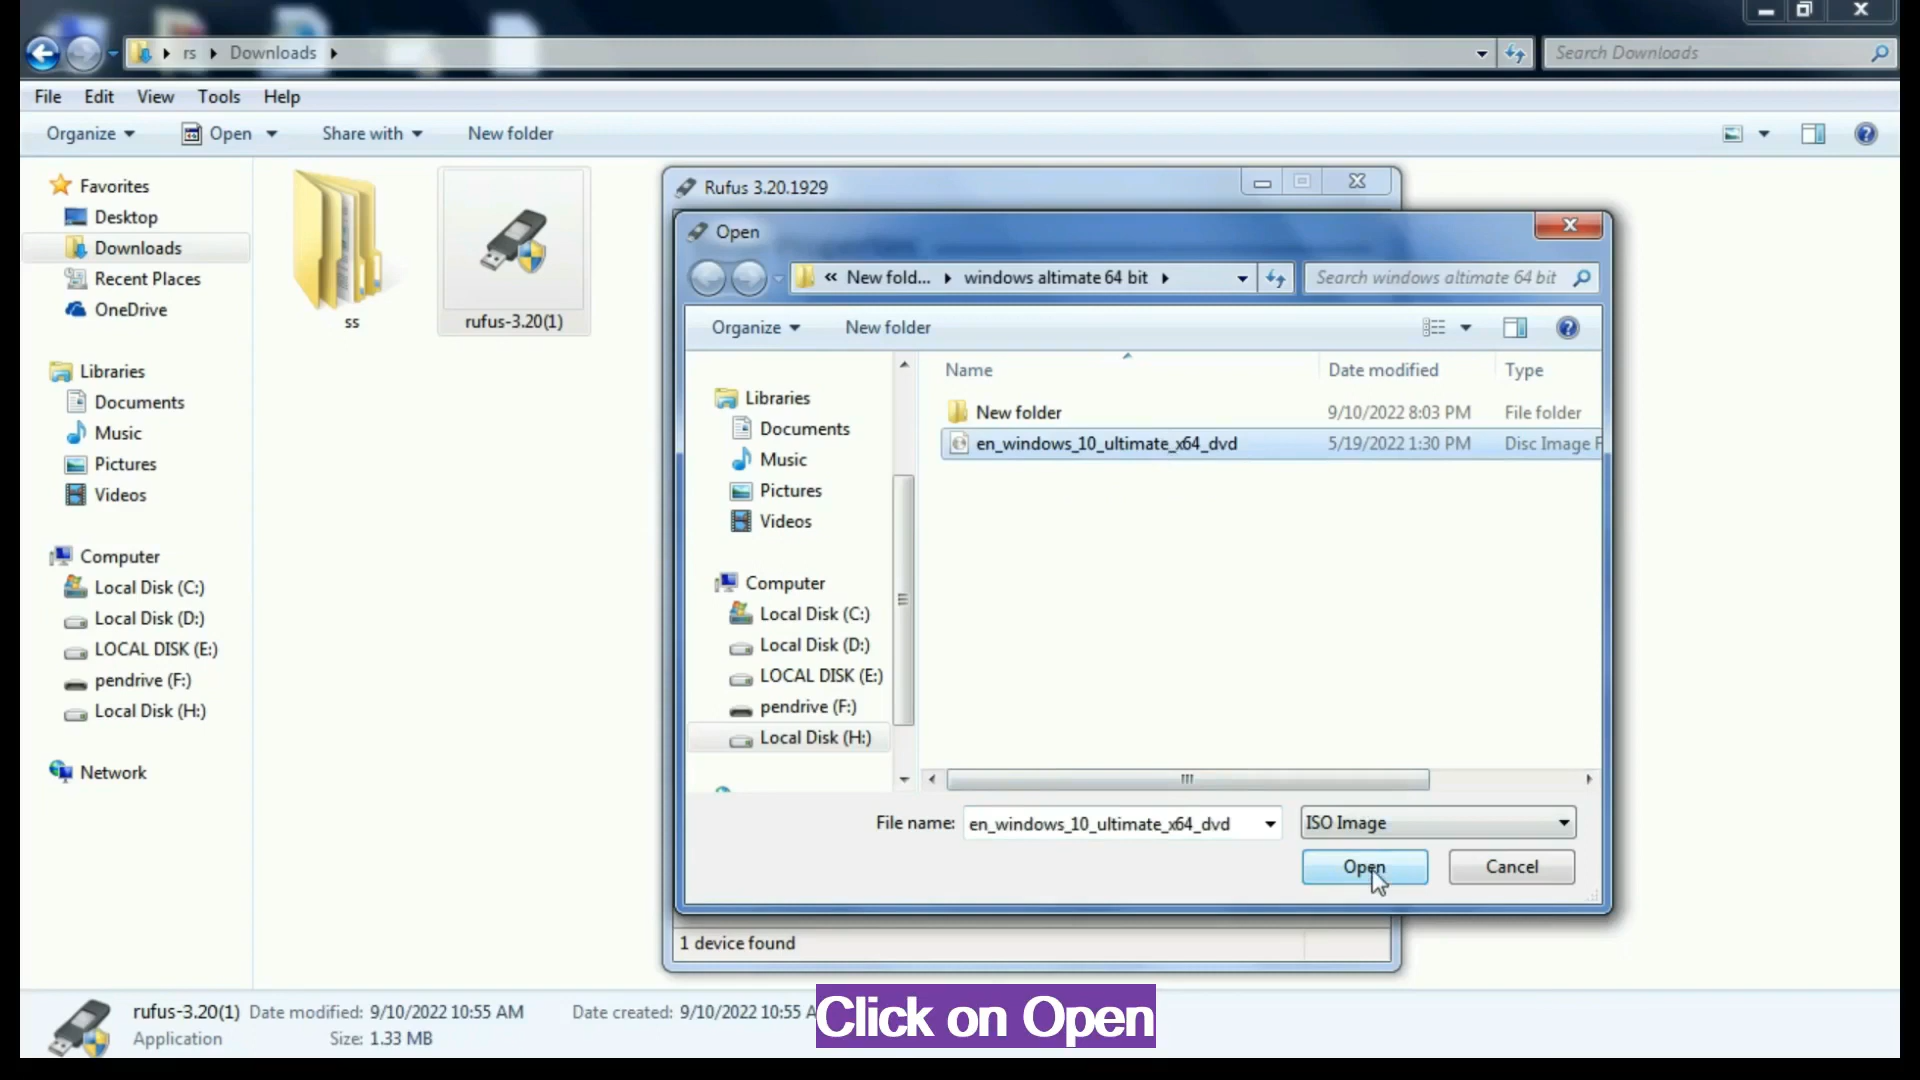 rs Downloads
Search Downloads
File Edit View Tools Help
Organize Open Share with New folder
Favorites
Desktop
Downloads
Recent Places
OneDrive
Libraries
Documents
Music
Pictures
Videos
Computer
Local Disk (C:)
Local Disk (D:)
LOCAL DISK (E:)
pendrive (F:)
Local Disk (H:)
Network
ss
rufus-3.20(1)
Rufus 3.20.1929
Open
« New fold... windows altimate 64 bit
Search windows altimate 64 bit
Organize New folder
Libraries
Documents
Music
Pictures
Videos
Computer
Local Disk (C:)
Local Disk (D:)
LOCAL DISK (E:)
pendrive (F:)
Local Disk (H:)
Name Date modified Type
New folder 9/10/2022 8:03 PM File folder
en_windows_10_ultimate_x64_dvd 5/19/2022 1:30 PM Disc Image F
File name: en_windows_10_ultimate_x64_dvd ISO Image
Open Cancel
1 device found
rufus-3.20(1) Date modified: 9/10/2022 10:55 AM Date created: 9/10/2022 10:55 A
Application Size: 1.33 MB
Click on Open